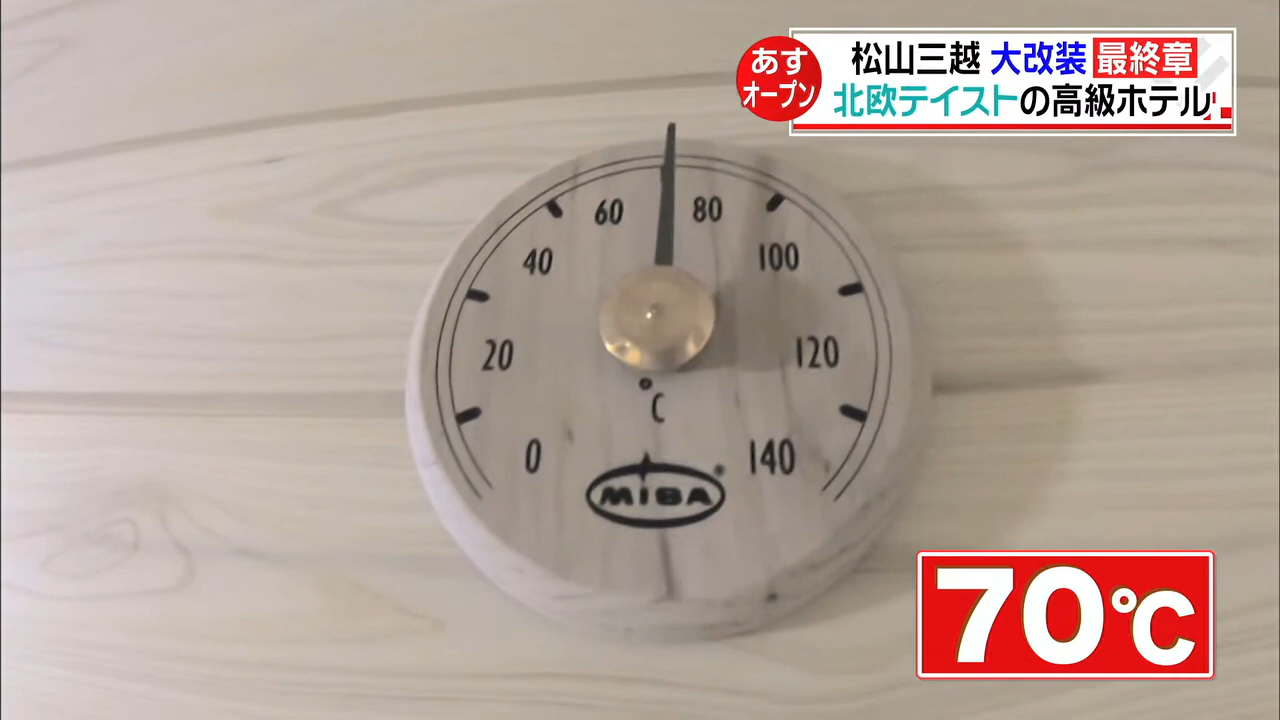 あす
オープン
松山三越 大改装 最終章
北欧テイストの高級ホテル
60
80
40
100
20
120
°C
0
140
MIBA
70℃